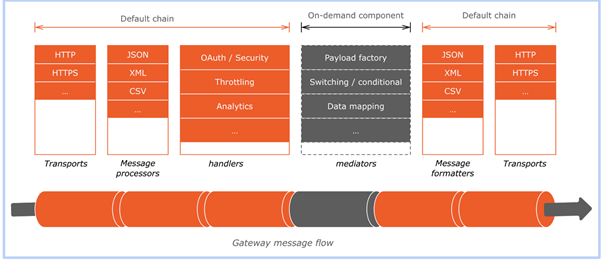 Default chain
On-demand component
Default chain
HTTP
HTTPS
...
JSON
XML
CSV
...
OAuth / Security
Throttling
Analytics
...
Payload factory
Switching / conditional
Data mapping
...
JSON
XML
CSV
...
HTTP
HTTPS
...
Transports
Message
processors
handlers
mediators
Message
formatters
Transports
Gateway message flow